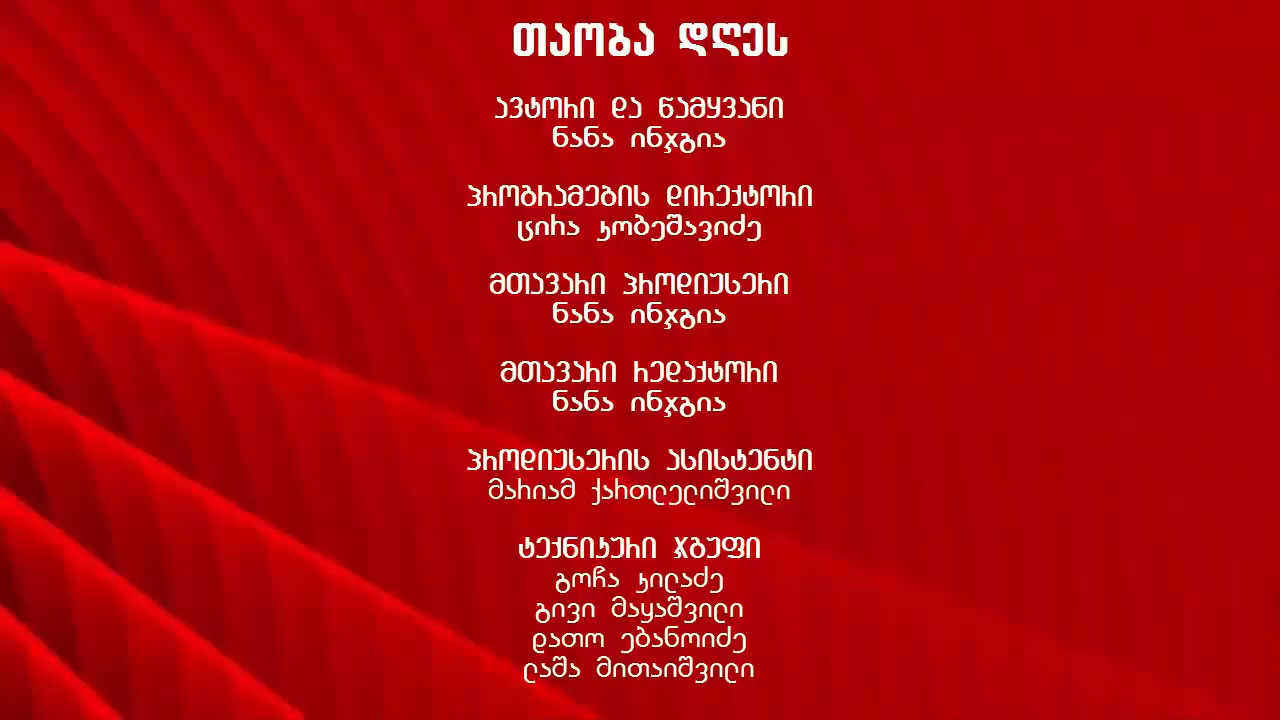 თაობა დღეს
ავტორი და წამყვანი
ნანა ინჯგია
პროგრამების დირექტორი
ცირა კობეშავიძე
მთავარი პროდიუსერი
ნანა ინჯგია
მთავარი რედაქტორი
ნანა ინჯგია
პროდიუსერის ასისტენტი
მარიამ ქართლელიშვილი
ტექნიკური ჯგუფი
გოჩა კილაძე
გივი მაყაშვილი
დათო ებანოიძე
ლაშა მითაიშვილი